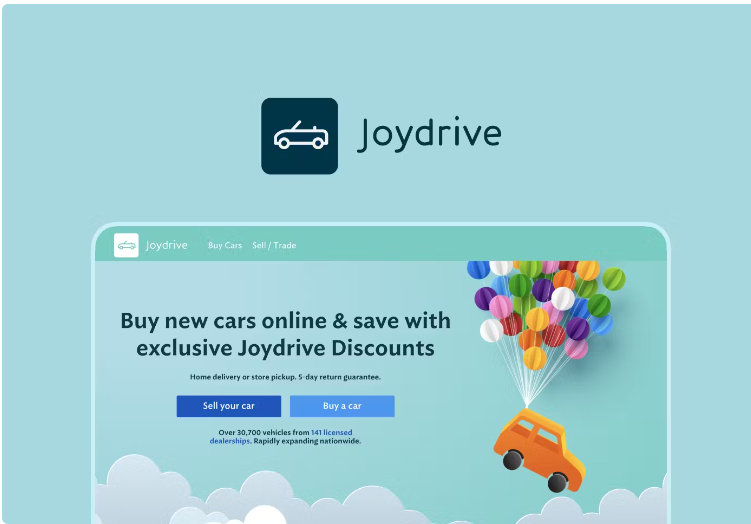 Joydrive
Joydrive Buy Cars Sell / Trade
Buy new cars online & save with
exclusive Joydrive Discounts
Home delivery or store pickup. 5-day return guarantee.
Sell your car Buy a car
Over 30,700 vehicles from 141 licensed
dealerships. Rapidly expanding nationwide.